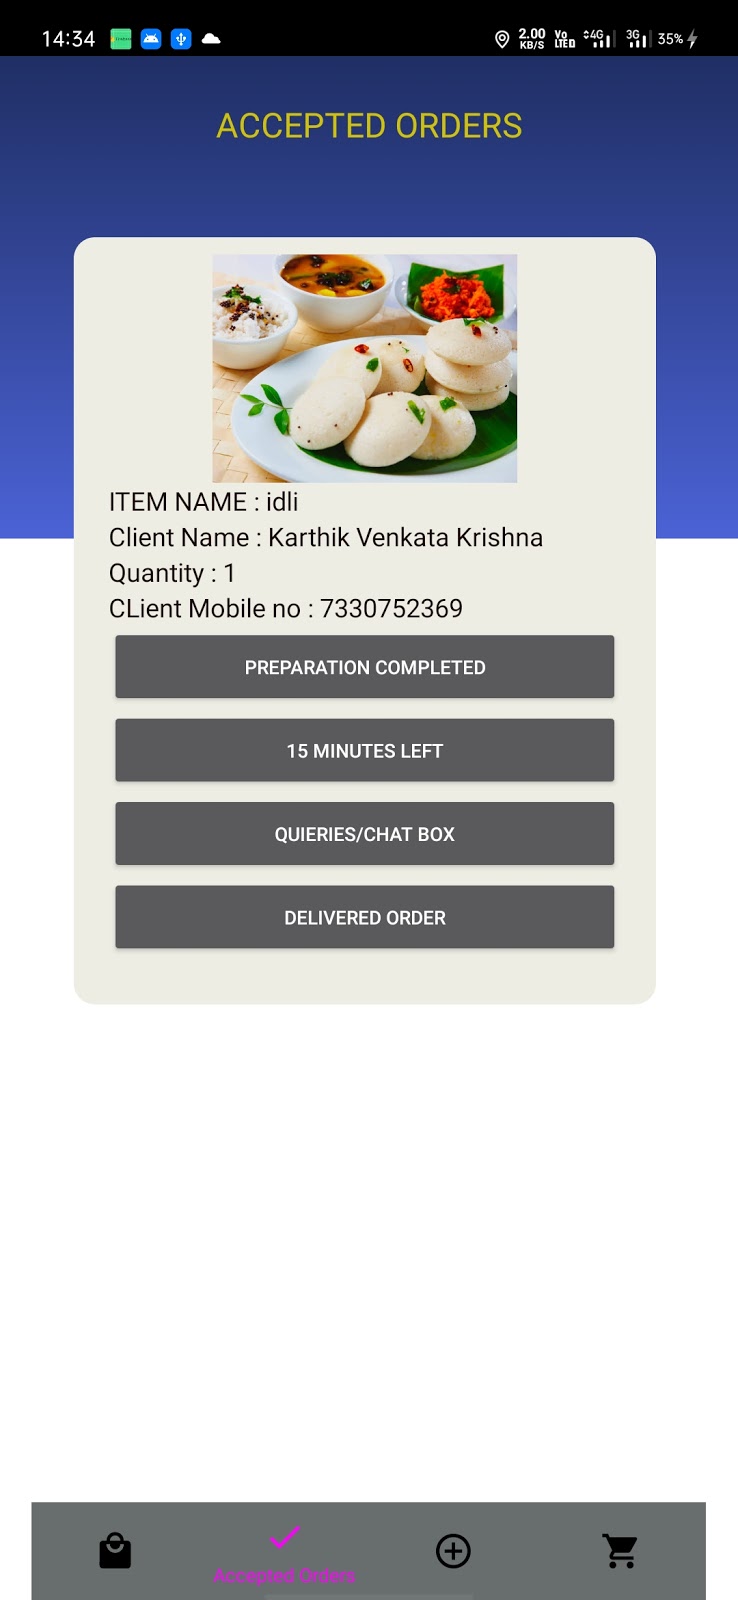 14:34
2.00 KB/S Vo LTE 4G 3G 35%
ACCEPTED ORDERS
ITEM NAME : idli
Client Name : Karthik Venkata Krishna
Quantity : 1
CLient Mobile no : 7330752369
PREPARATION COMPLETED
15 MINUTES LEFT
QUIERIES/CHAT BOX
DELIVERED ORDER
Accepted Orders